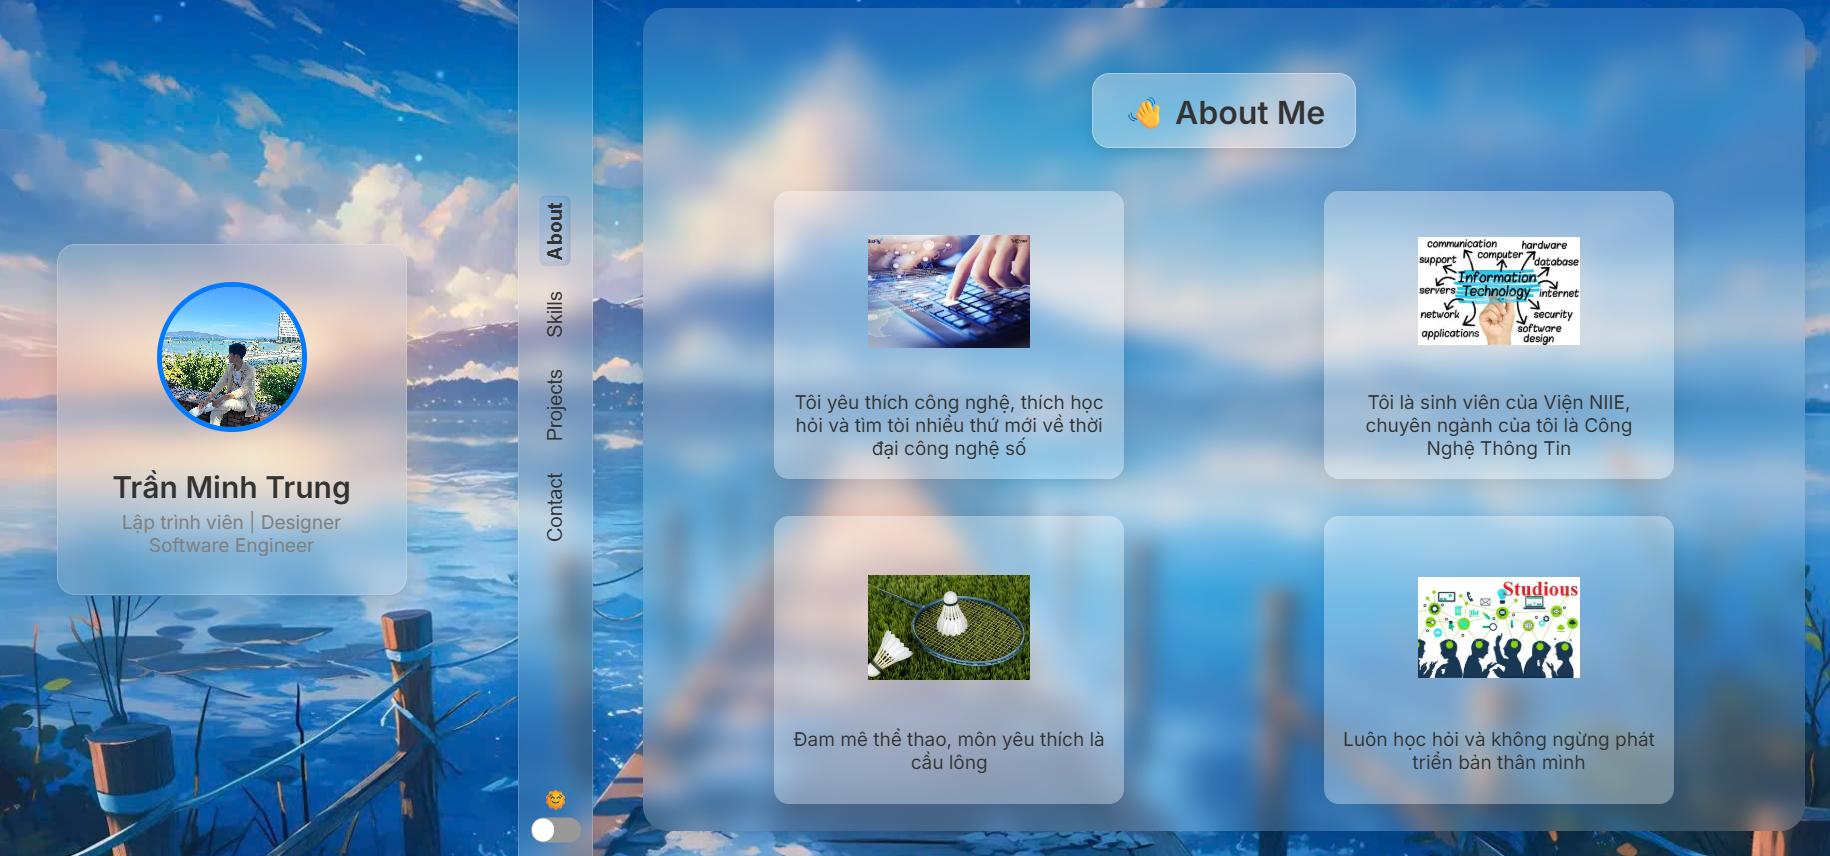 Trần Minh Trung
Lập trình viên | Designer
Software Engineer
About
Skills
Projects
Contact
👋 About Me
Tôi yêu thích công nghệ, thích học
hỏi và tìm tòi nhiều thứ mới về thời
đại công nghệ số
communication
hardware
support
computer
database
Information
Technology
servers
internet
network
security
applications
software
design
Tôi là sinh viên của Viện NIIE,
chuyên ngành của tôi là Công
Nghệ Thông Tin
Đam mê thể thao, môn yêu thích là
cầu lông
Studious
Luôn học hỏi và không ngừng phát
triển bản thân mình